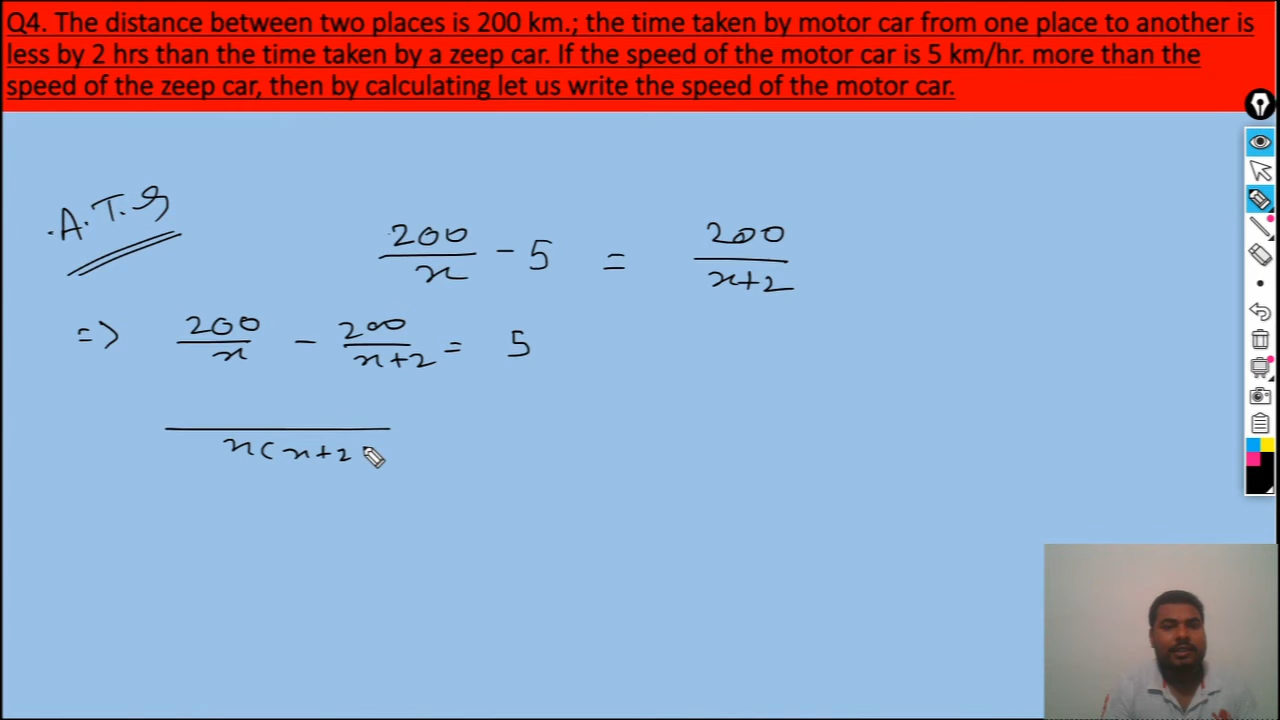 Q4. The distance between two places is 200 km.; the time taken by motor car from one place to another is
less by 2 hrs than the time taken by a zeep car. If the speed of the motor car is 5 km/hr. more than the
speed of the zeep car, then by calculating let us write the speed of the motor car.
.A.T.Q
200/x - 5 = 200/(x+2)
=> 200/x - 200/(x+2) = 5
x(x+2